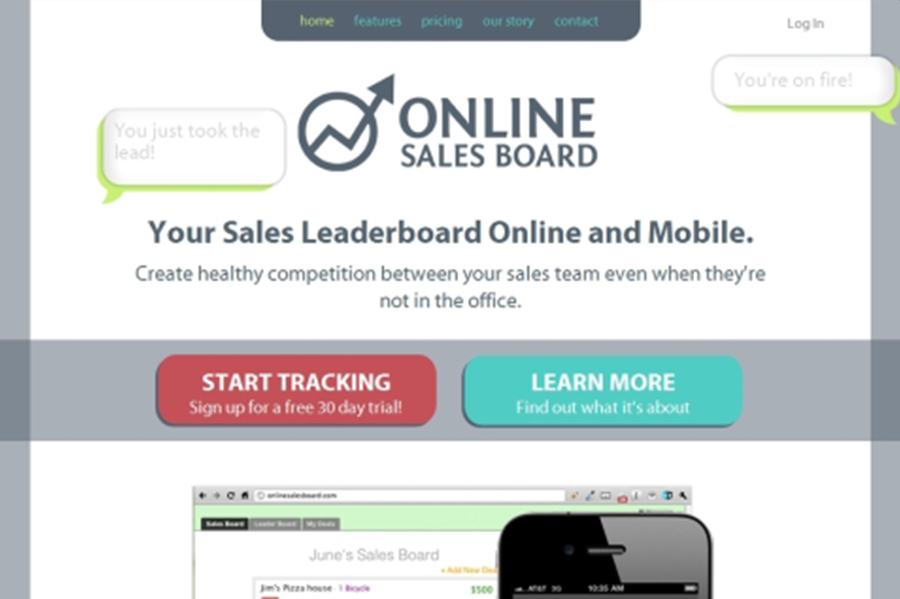 home features pricing our story contact
Log In
You're on fire!
You just took the
lead!
ONLINE
SALES BOARD
Your Sales Leaderboard Online and Mobile.
Create healthy competition between your sales team even when they're
not in the office.
START TRACKING
Sign up for a free 30 day trial!
LEARN MORE
Find out what it's about
onlinesalesboard.com
Sales Board Leader Board My Deals
June's Sales Board
+ Add New
Jim's Pizza house 1 Bicycle $500
AT&T 3G 10:35 AM